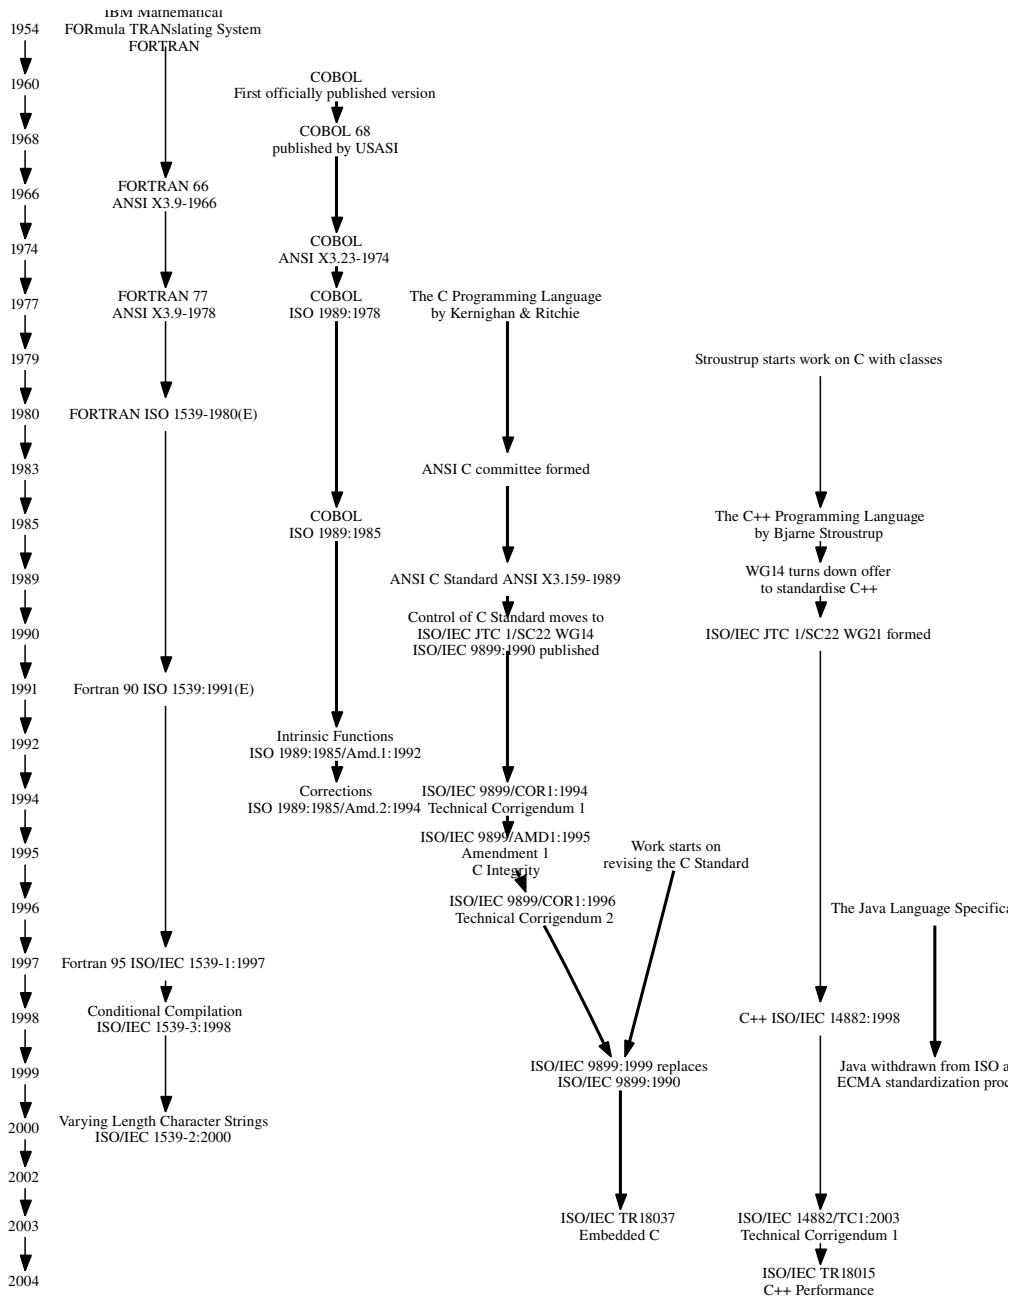 IBM Mathematical
1954
FORmula TRANslating System
FORTRAN
1960
COBOL
First officially published version
1968
COBOL 68
published by USASI
1966
FORTRAN 66
ANSI X3.9-1966
1974
COBOL
ANSI X3.23-1974
1977
FORTRAN 77
ANSI X3.9-1978
COBOL
ISO 1989:1978
The C Programming Language
by Kernighan & Ritchie
1979
Stroustrup starts work on C with classes
1980
FORTRAN ISO 1539-1980(E)
1983
ANSI C committee formed
1985
COBOL
ISO 1989:1985
The C++ Programming Language
by Bjarne Stroustrup
1989
ANSI C Standard ANSI X3.159-1989
WG14 turns down offer
to standardise C++
1990
Control of C Standard moves to
ISO/IEC JTC 1/SC22 WG14
ISO/IEC 9899:1990 published
ISO/IEC JTC 1/SC22 WG21 formed
1991
Fortran 90 ISO 1539:1991(E)
1992
Intrinsic Functions
ISO 1989:1985/Amd.1:1992
1994
Corrections
ISO 1989:1985/Amd.2:1994
ISO/IEC 9899/COR1:1994
Technical Corrigendum 1
1995
ISO/IEC 9899/AMD1:1995
Amendment 1
C Integrity
Work starts on
revising the C Standard
1996
ISO/IEC 9899/COR1:1996
Technical Corrigendum 2
The Java Language Specifica
1997
Fortran 95 ISO/IEC 1539-1:1997
1998
Conditional Compilation
ISO/IEC 1539-3:1998
C++ ISO/IEC 14882:1998
1999
ISO/IEC 9899:1999 replaces
ISO/IEC 9899:1990
Java withdrawn from ISO a
ECMA standardization proc
2000
Varying Length Character Strings
ISO/IEC 1539-2:2000
2002
2003
ISO/IEC TR18037
Embedded C
ISO/IEC 14882/TC1:2003
Technical Corrigendum 1
2004
ISO/IEC TR18015
C++ Performance